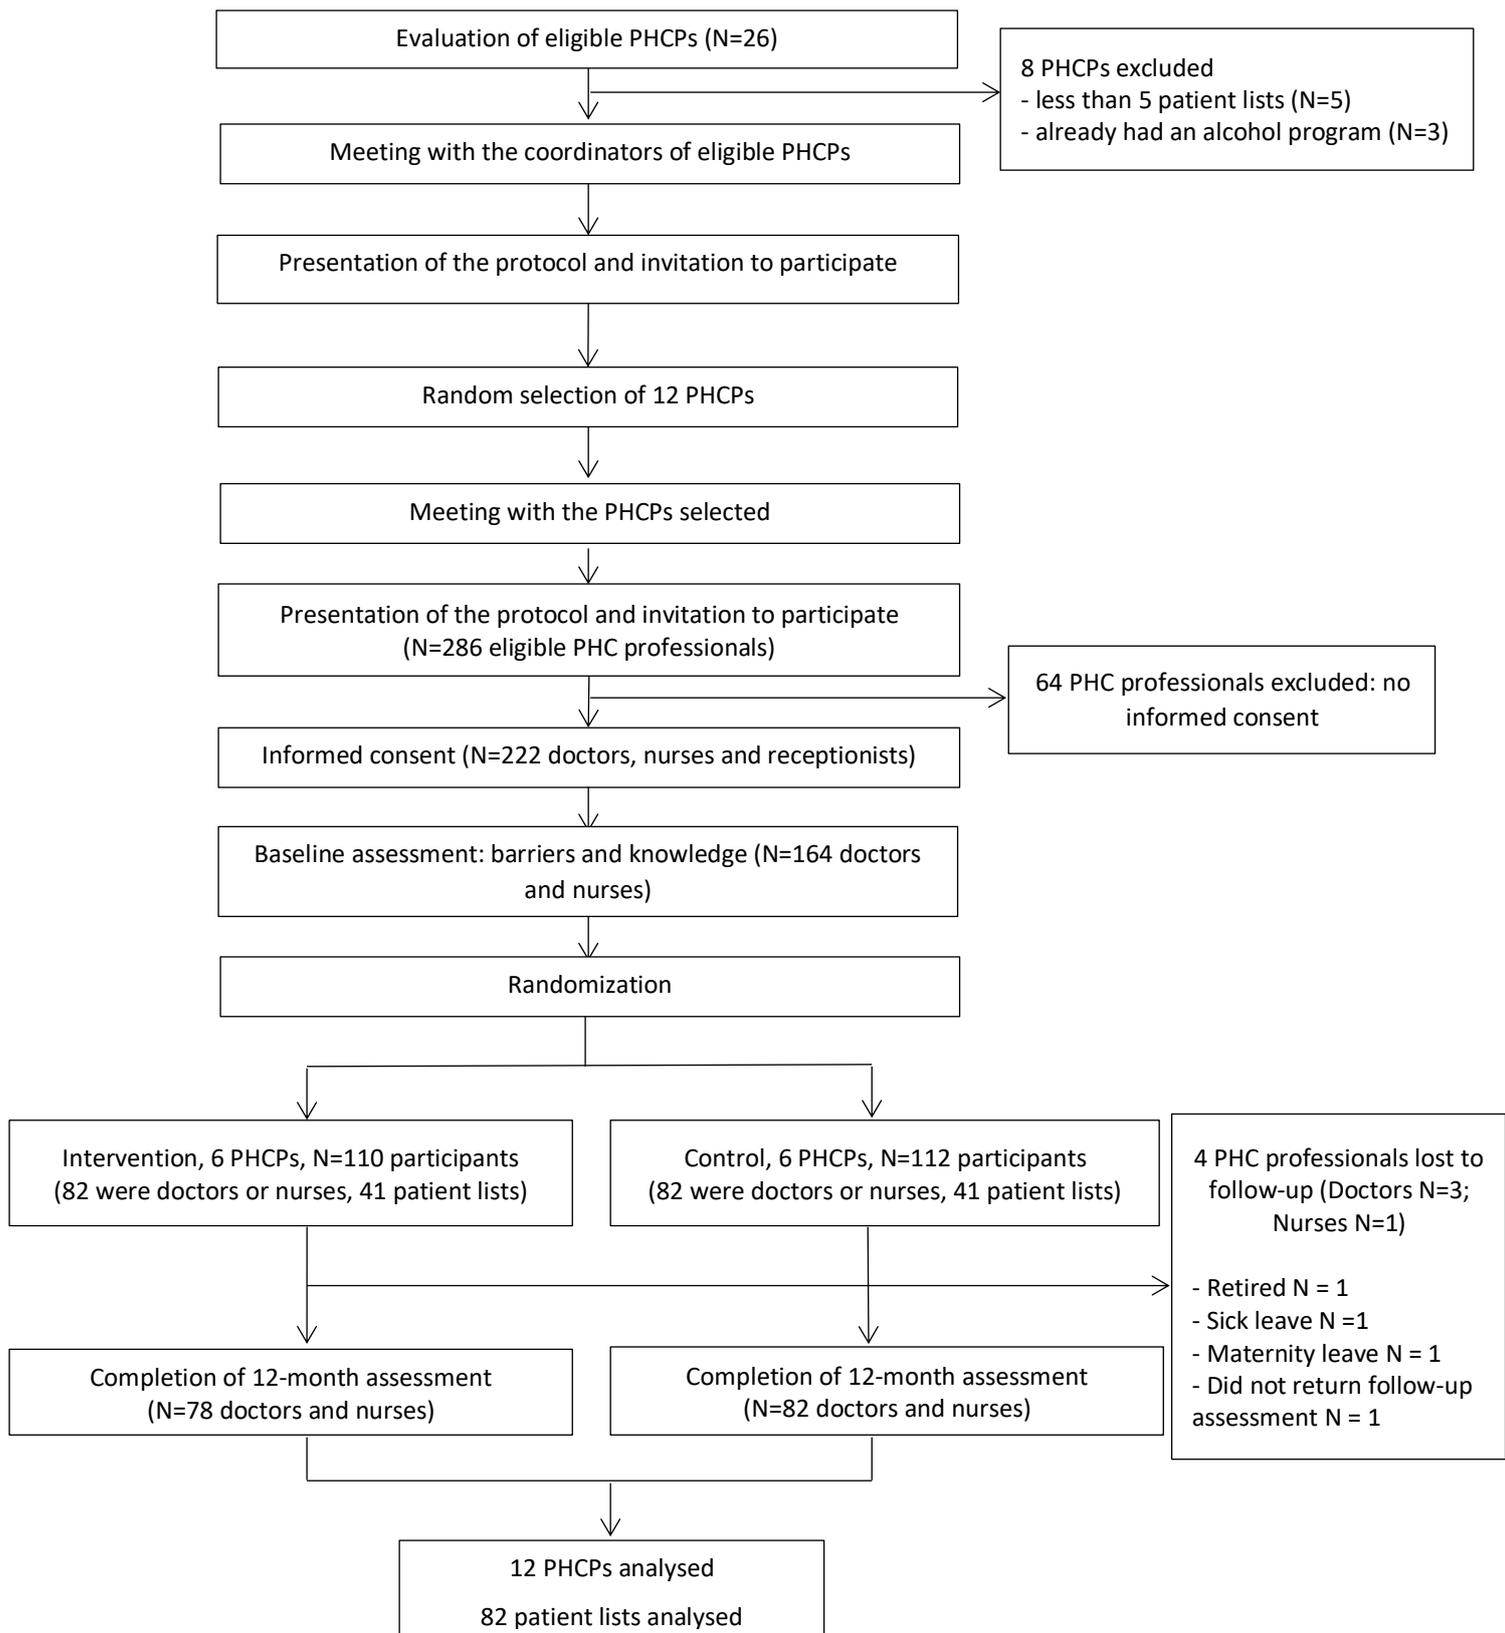 Evaluation of eligible PHCPs (N=26)
8 PHCPs excluded
- less than 5 patient lists (N=5)
- already had an alcohol program (N=3)
Meeting with the coordinators of eligible PHCPs
Presentation of the protocol and invitation to participate
Random selection of 12 PHCPs
Meeting with the PHCPs selected
Presentation of the protocol and invitation to participate
(N=286 eligible PHC professionals)
64 PHC professionals excluded: no
informed consent
Informed consent (N=222 doctors, nurses and receptionists)
Baseline assessment: barriers and knowledge (N=164 doctors
and nurses)
Randomization
Intervention, 6 PHCPs, N=110 participants
(82 were doctors or nurses, 41 patient lists)
Control, 6 PHCPs, N=112 participants
(82 were doctors or nurses, 41 patient lists)
4 PHC professionals lost to
follow-up (Doctors N=3;
Nurses N=1)
- Retired N = 1
- Sick leave N =1
- Maternity leave N = 1
- Did not return follow-up
assessment N = 1
Completion of 12-month assessment
(N=78 doctors and nurses)
Completion of 12-month assessment
(N=82 doctors and nurses)
12 PHCPs analysed
82 patient lists analysed